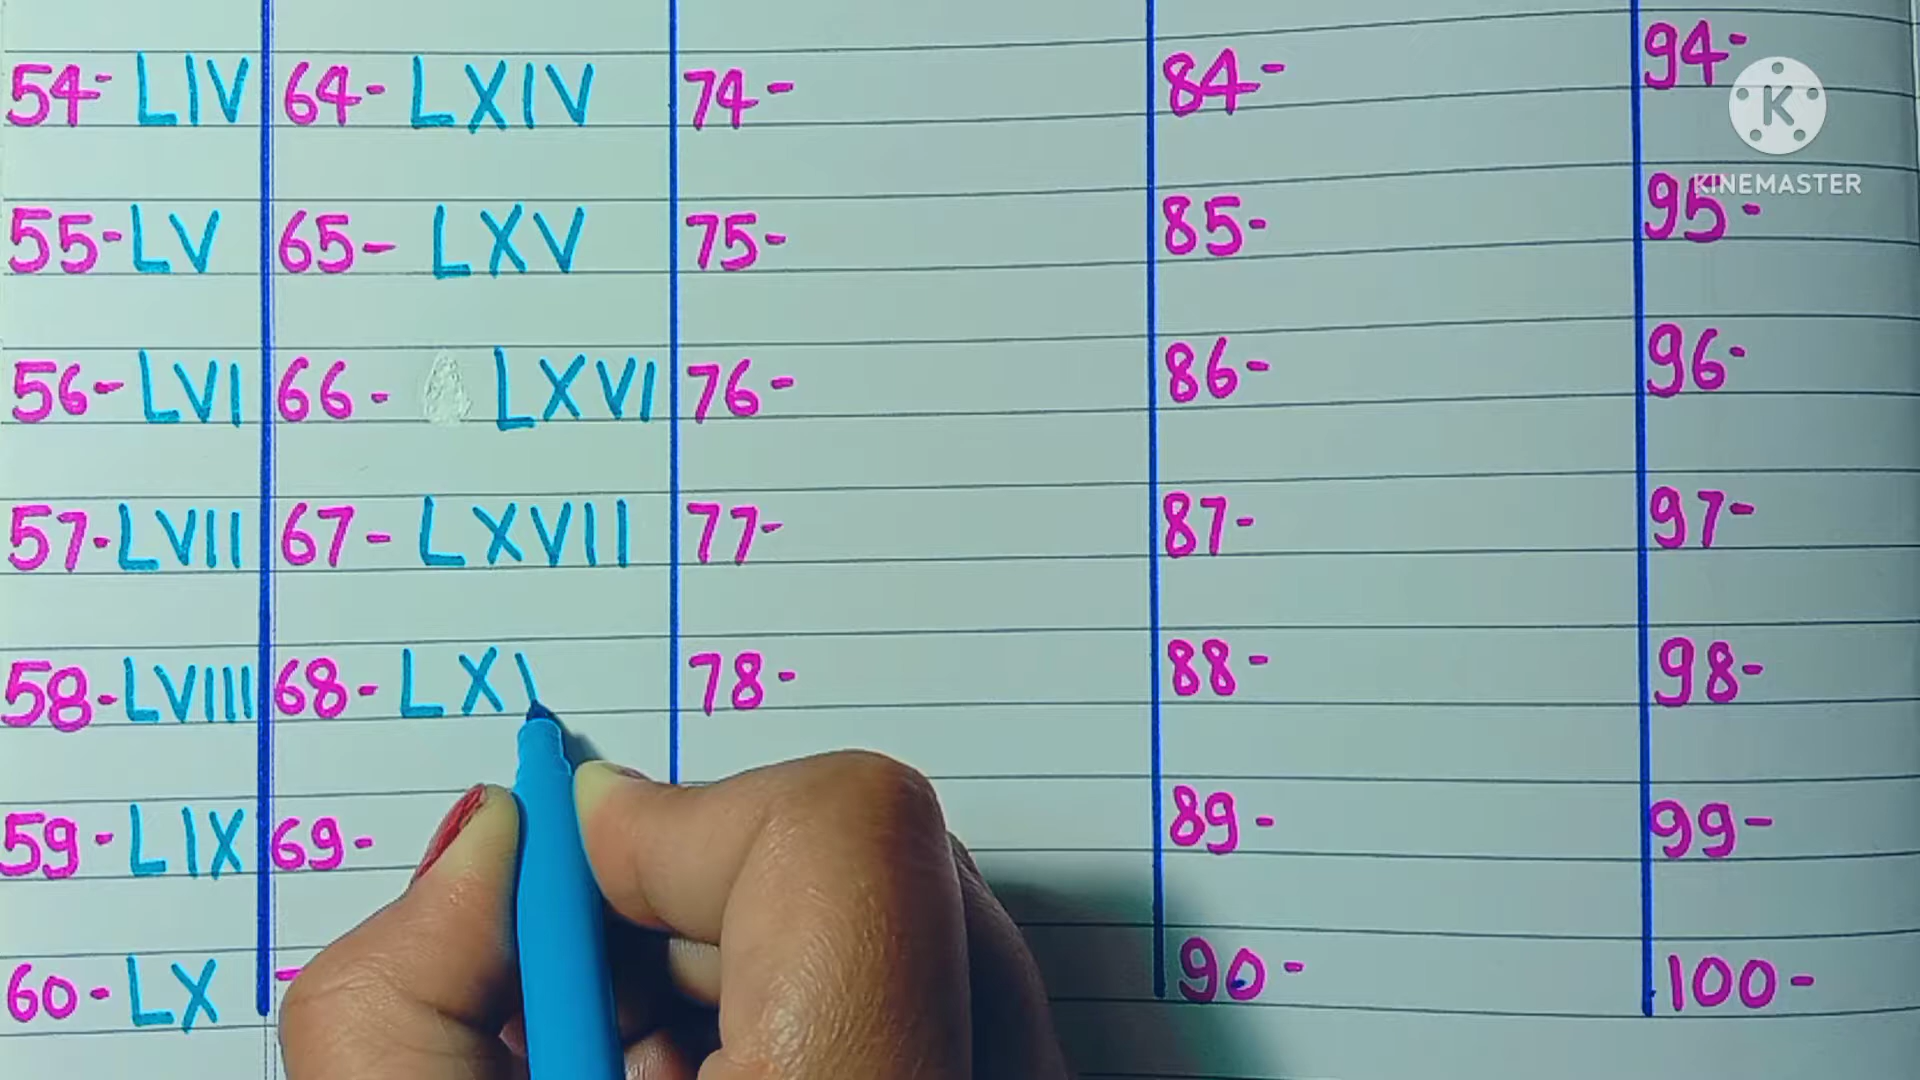 54- LIV 64- LXIV 74- 84- 94-
KINEMASTER
55- LV 65- LXV 75- 85- 95-
56- LVI 66- LXVI 76- 86- 96-
57- LVII 67- LXVII 77- 87- 97-
58- LVIII 68- LX\ 78- 88- 98-
59- LIX 69- 89- 99-
60- LX 90- 100-